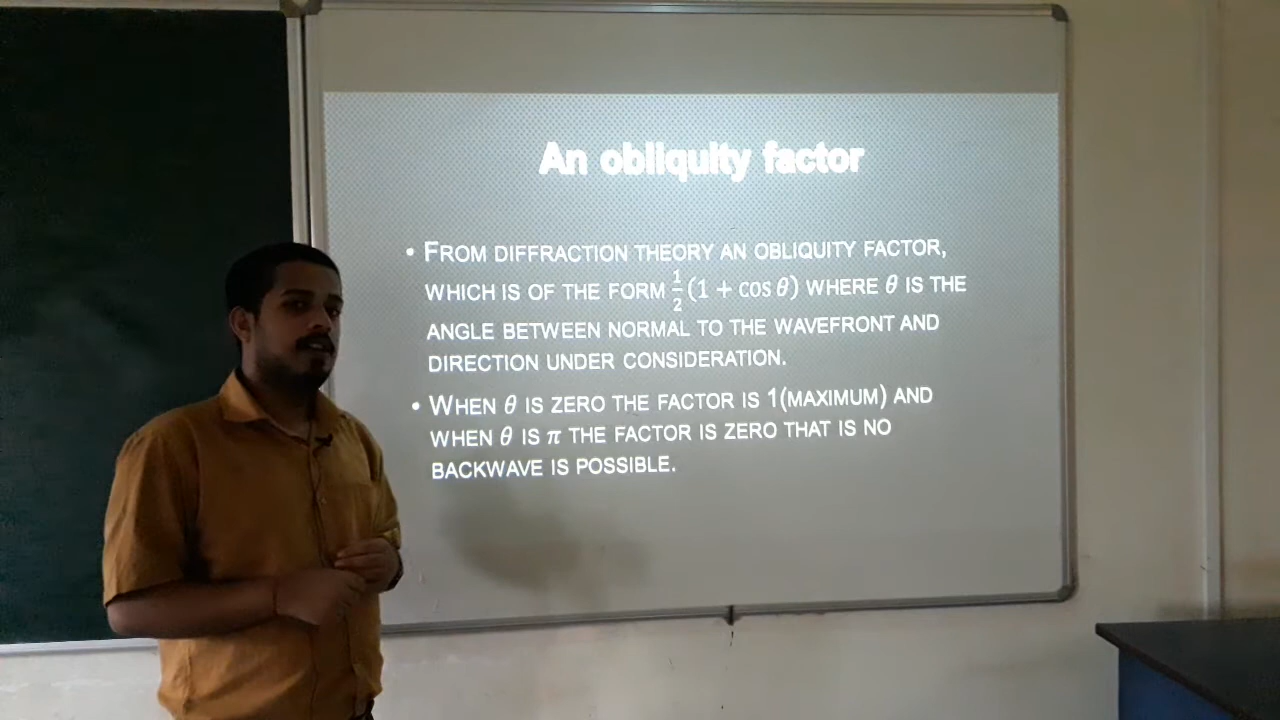 An obliquity factor
• FROM DIFFRACTION THEORY AN OBLIQUITY FACTOR,
WHICH IS OF THE FORM ½(1 + cos θ) WHERE θ IS THE
ANGLE BETWEEN NORMAL TO THE WAVEFRONT AND
DIRECTION UNDER CONSIDERATION.
• WHEN θ IS ZERO THE FACTOR IS 1(MAXIMUM) AND
WHEN θ IS π THE FACTOR IS ZERO THAT IS NO
BACKWAVE IS POSSIBLE.